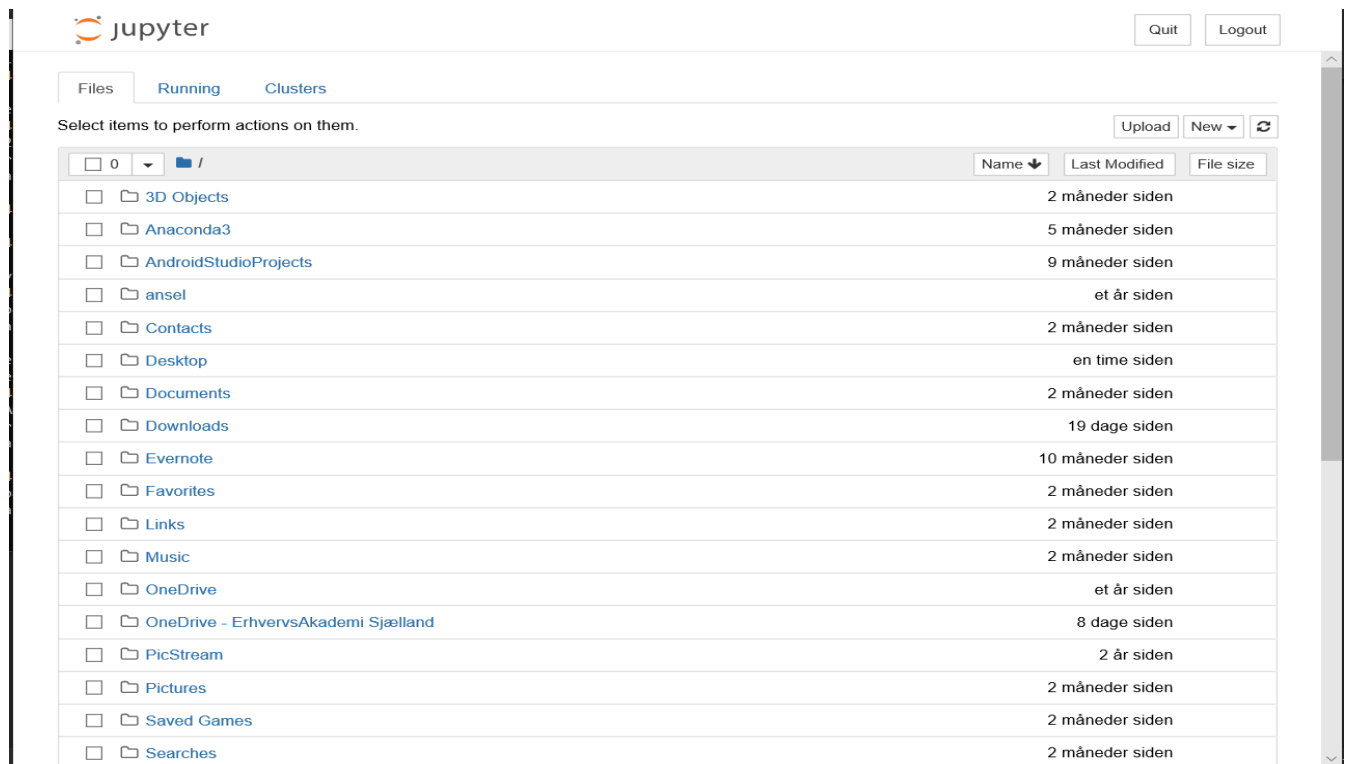 jupyter Quit Logout
Files Running Clusters
Select items to perform actions on them. Upload New
0 / Name Last Modified File size
3D Objects 2 måneder siden
Anaconda3 5 måneder siden
AndroidStudioProjects 9 måneder siden
ansel et år siden
Contacts 2 måneder siden
Desktop en time siden
Documents 2 måneder siden
Downloads 19 dage siden
Evernote 10 måneder siden
Favorites 2 måneder siden
Links 2 måneder siden
Music 2 måneder siden
OneDrive et år siden
OneDrive - ErhvervsAkademi Sjælland 8 dage siden
PicStream 2 år siden
Pictures 2 måneder siden
Saved Games 2 måneder siden
Searches 2 måneder siden